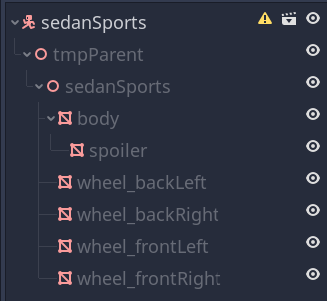 sedanSports
tmpParent
sedanSports
body
spoiler
wheel_backLeft
wheel_backRight
wheel_frontLeft
wheel_frontRight